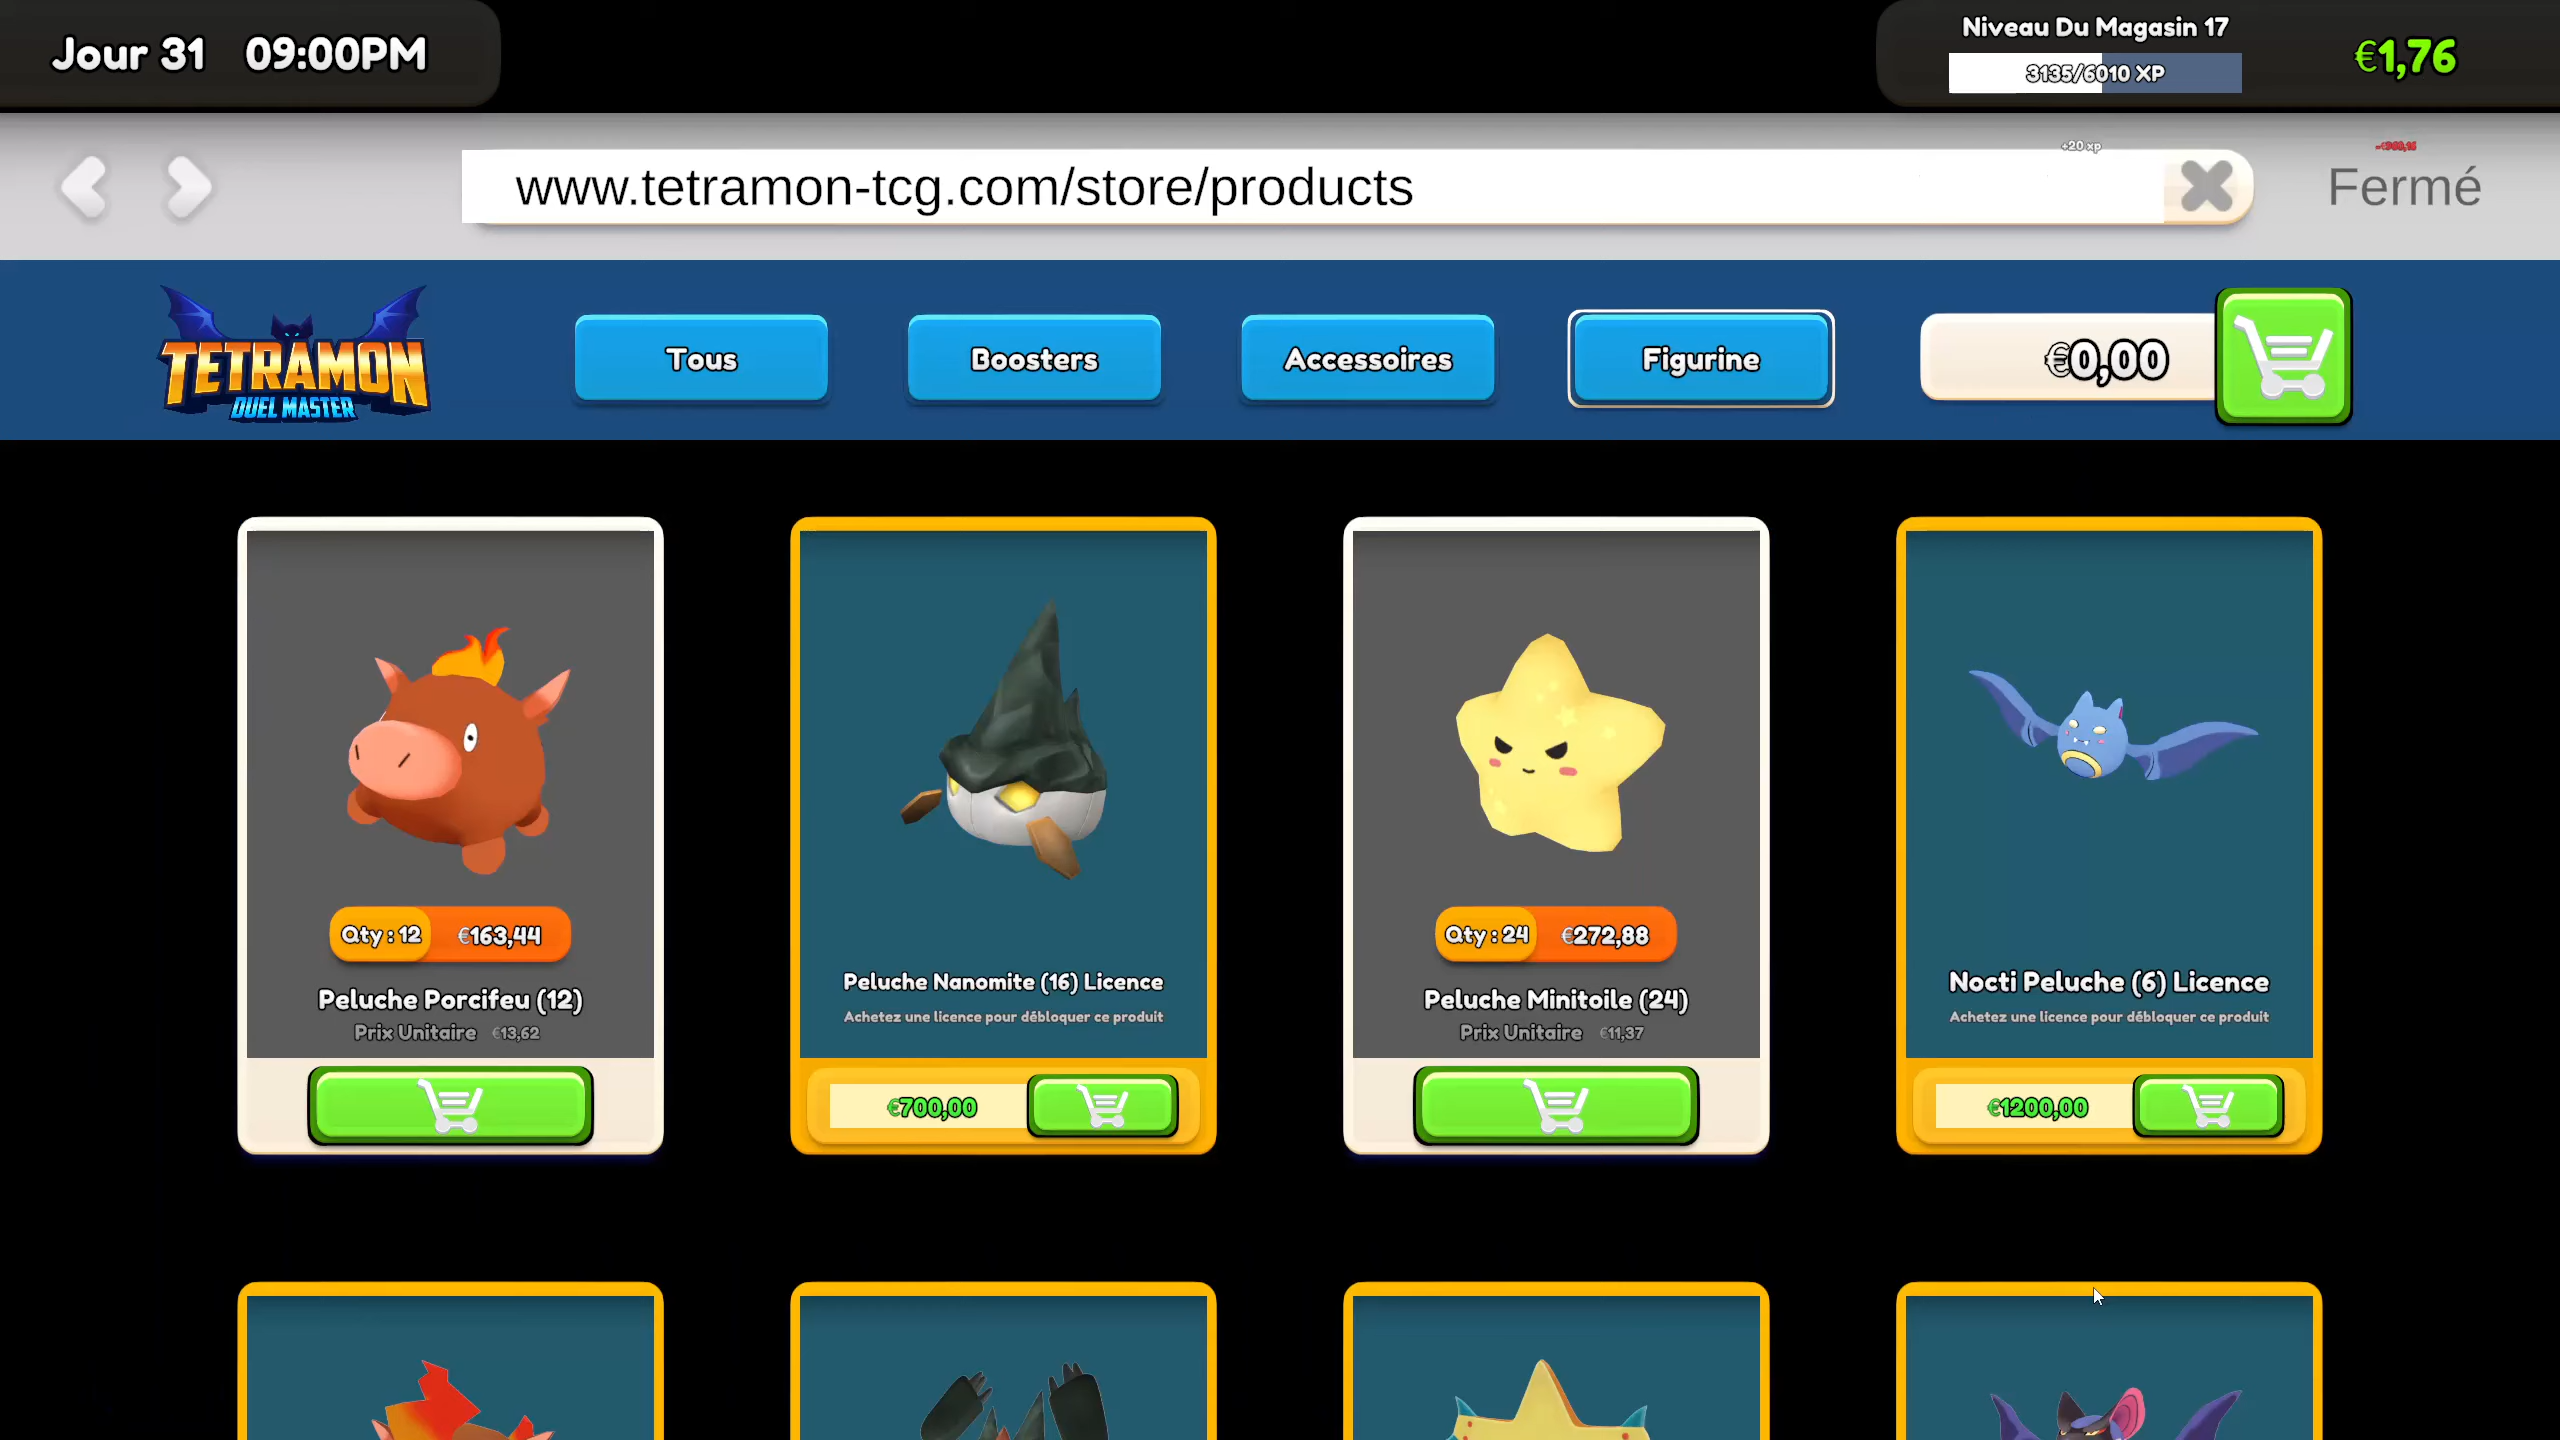 Jour 31 09:00PM
Niveau Du Magasin 17
3135/6010 XP
€1,76
+20 xp
www.tetramon-tcg.com/store/products
Fermé
TETRAMON
DUEL MASTER
Tous
Boosters
Accessoires
Figurine
€0,00
Qty : 12 €163,44
Peluche Porcifeu (12)
Prix Unitaire €13,62
Peluche Nanomite (16) Licence
Achetez une licence pour débloquer ce produit
€700,00
Qty : 24 €272,88
Peluche Minitoile (24)
Prix Unitaire €11,37
Nocti Peluche (6) Licence
Achetez une licence pour débloquer ce produit
€1200,00